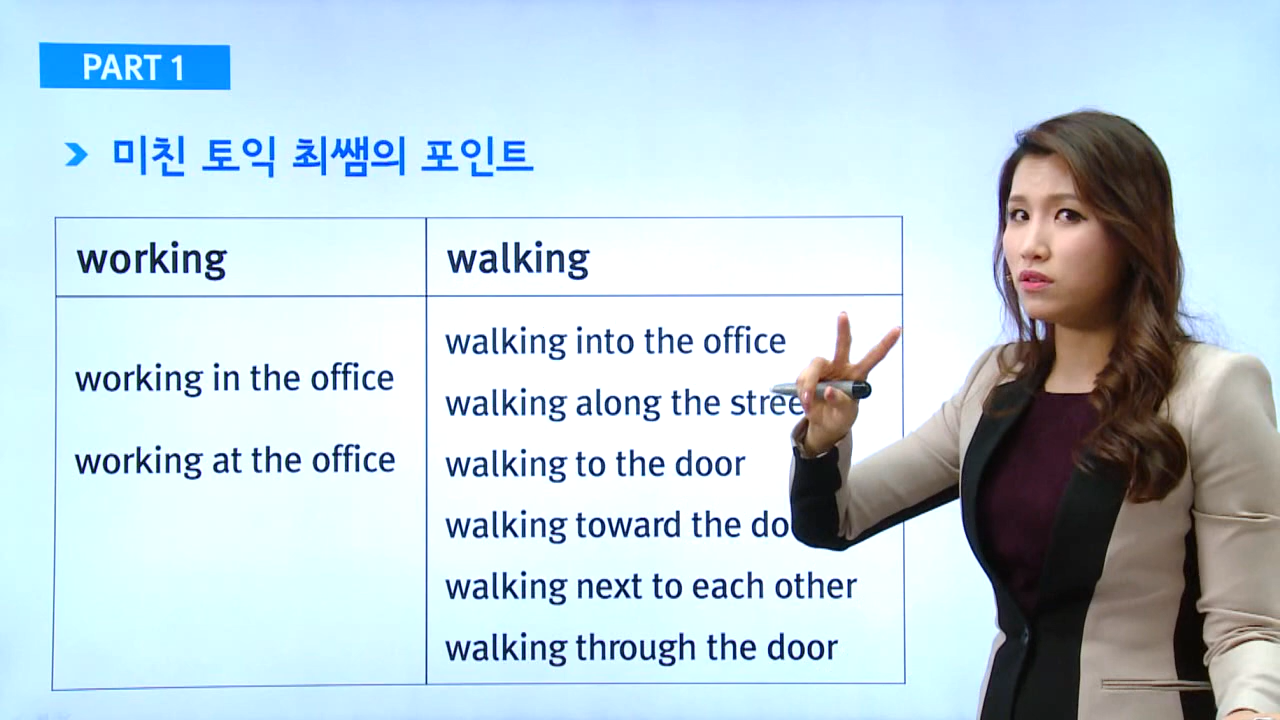 PART 1
미친 토익 최쌤의 포인트
working
walking
working in the office
working at the office
walking into the office
walking along the stree
walking to the door
walking toward the do
walking next to each other
walking through the door